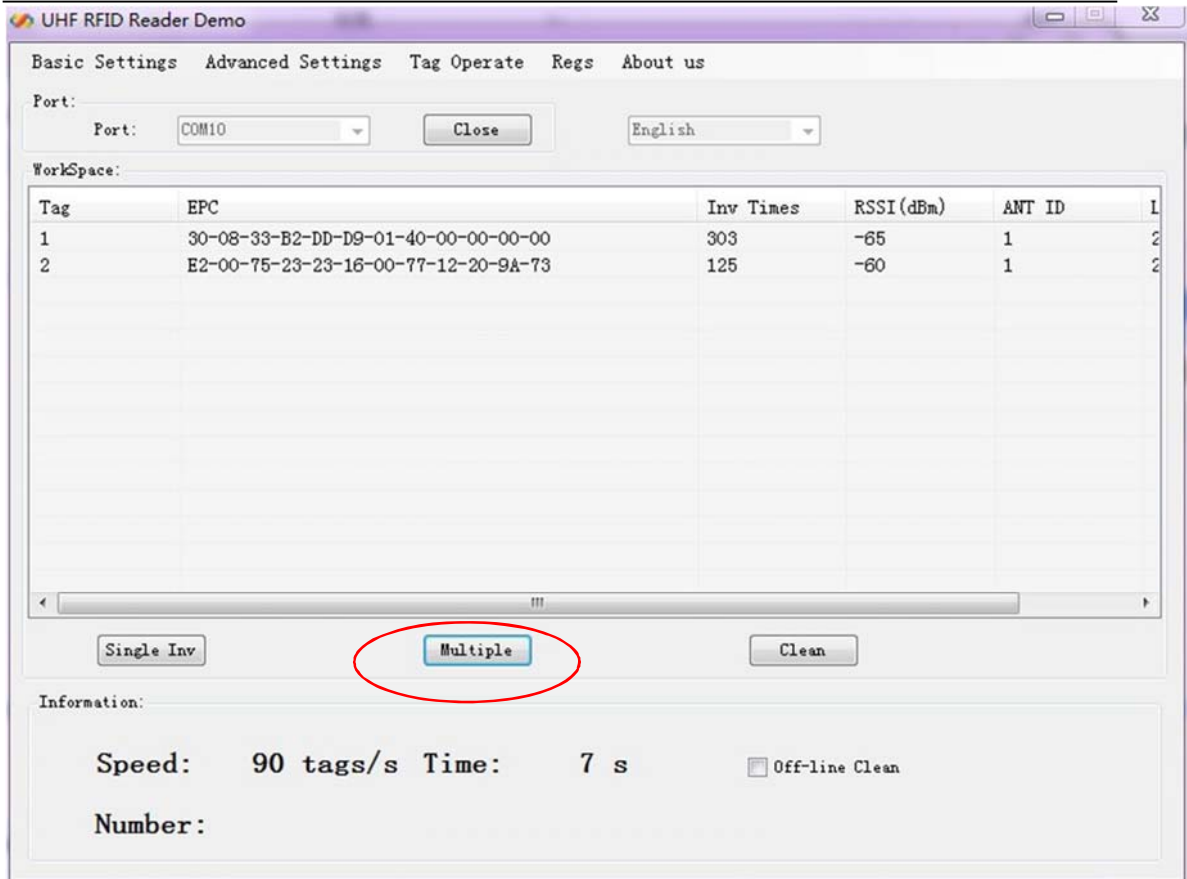 UHF RFID Reader Demo
Basic Settings Advanced Settings Tag Operate Regs About us
Port:
Port: COM10 Close English
WorkSpace:
Tag EPC Inv Times RSSI(dBm) ANT ID L
1 30-08-33-B2-DD-D9-01-40-00-00-00-00 303 -65 1 2
2 E2-00-75-23-23-16-00-77-12-20-9A-73 125 -60 1 2
Single Inv Multiple Clean
Information:
Speed: 90 tags/s Time: 7 s Off-line Clean
Number: